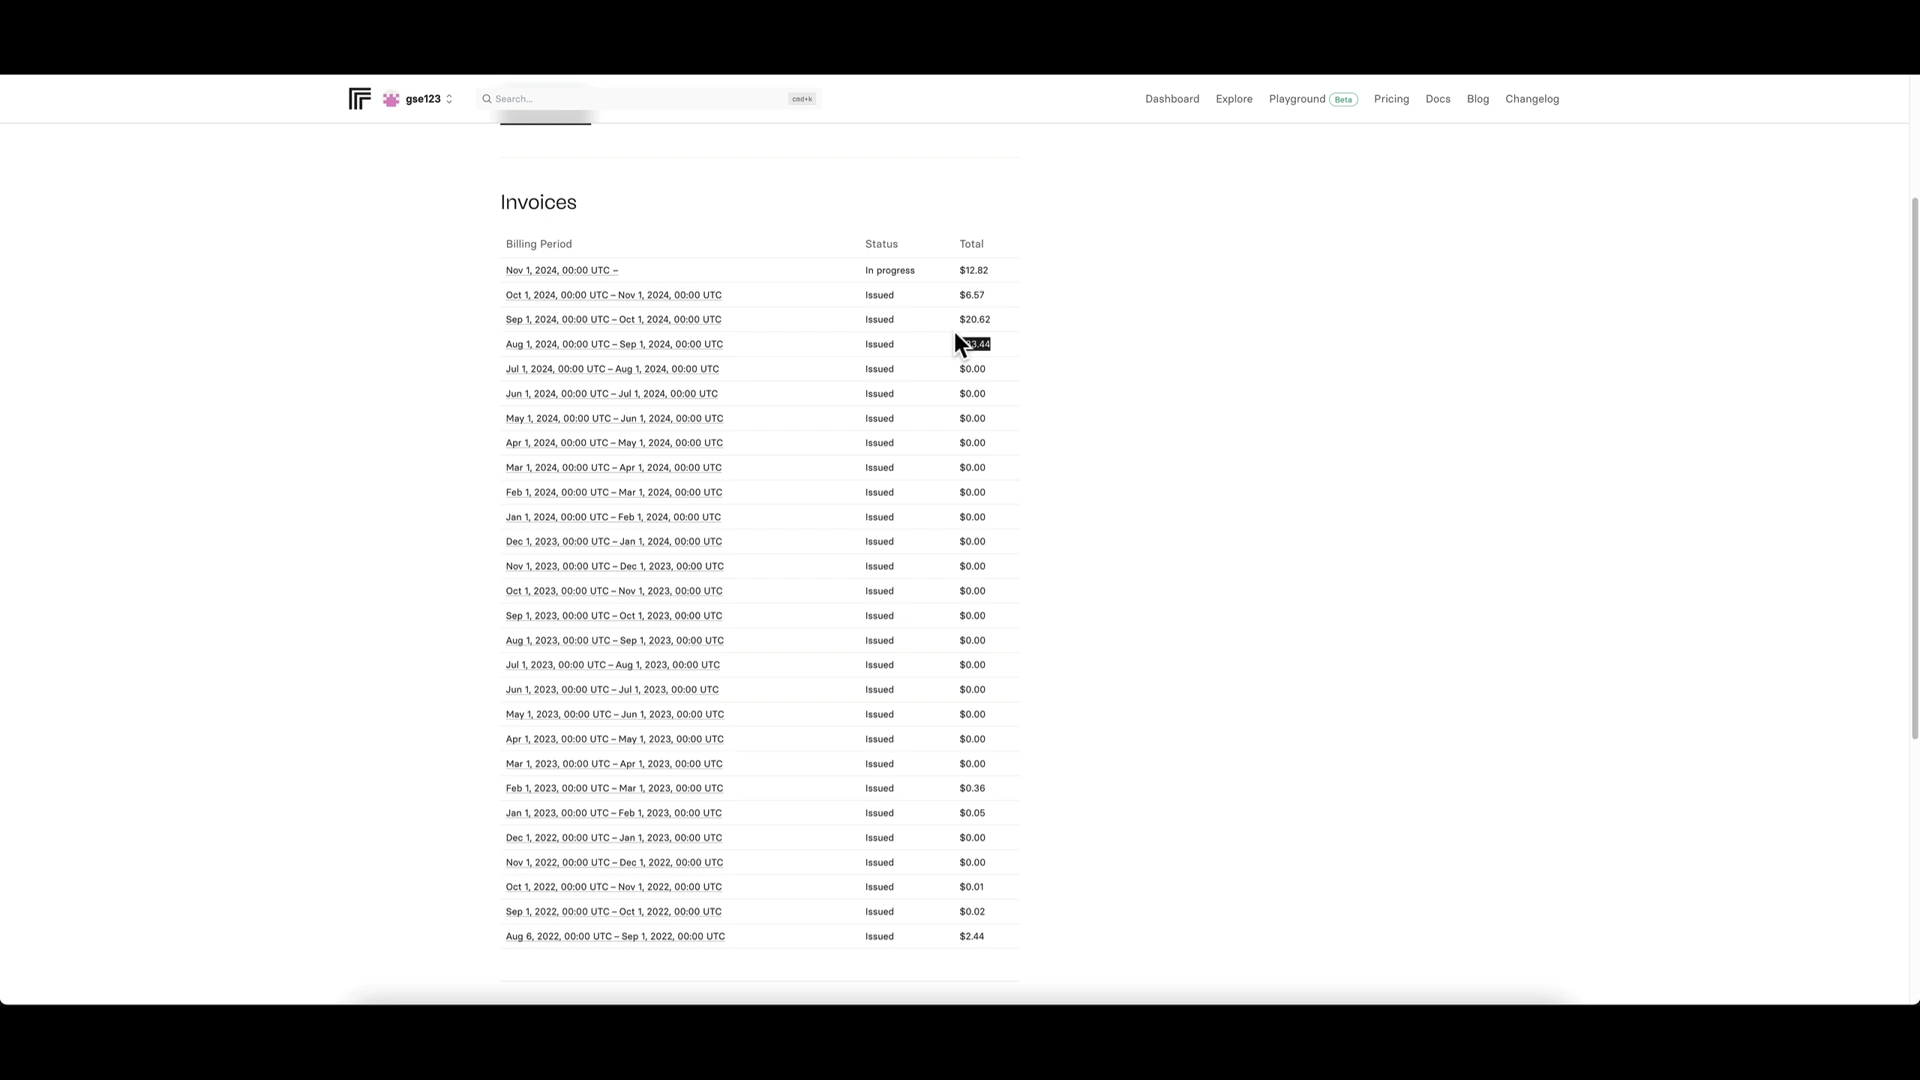 gse123
Search...
cmd+k
Dashboard
Explore
Playground Beta
Pricing
Docs
Blog
Changelog
Invoices
Billing Period Status Total
Nov 1, 2024, 00:00 UTC – In progress $12.82
Oct 1, 2024, 00:00 UTC – Nov 1, 2024, 00:00 UTC Issued $6.57
Sep 1, 2024, 00:00 UTC – Oct 1, 2024, 00:00 UTC Issued $20.62
Aug 1, 2024, 00:00 UTC – Sep 1, 2024, 00:00 UTC Issued
Jul 1, 2024, 00:00 UTC – Aug 1, 2024, 00:00 UTC Issued $0.00
Jun 1, 2024, 00:00 UTC – Jul 1, 2024, 00:00 UTC Issued $0.00
May 1, 2024, 00:00 UTC – Jun 1, 2024, 00:00 UTC Issued $0.00
Apr 1, 2024, 00:00 UTC – May 1, 2024, 00:00 UTC Issued $0.00
Mar 1, 2024, 00:00 UTC – Apr 1, 2024, 00:00 UTC Issued $0.00
Feb 1, 2024, 00:00 UTC – Mar 1, 2024, 00:00 UTC Issued $0.00
Jan 1, 2024, 00:00 UTC – Feb 1, 2024, 00:00 UTC Issued $0.00
Dec 1, 2023, 00:00 UTC – Jan 1, 2024, 00:00 UTC Issued $0.00
Nov 1, 2023, 00:00 UTC – Dec 1, 2023, 00:00 UTC Issued $0.00
Oct 1, 2023, 00:00 UTC – Nov 1, 2023, 00:00 UTC Issued $0.00
Sep 1, 2023, 00:00 UTC – Oct 1, 2023, 00:00 UTC Issued $0.00
Aug 1, 2023, 00:00 UTC – Sep 1, 2023, 00:00 UTC Issued $0.00
Jul 1, 2023, 00:00 UTC – Aug 1, 2023, 00:00 UTC Issued $0.00
Jun 1, 2023, 00:00 UTC – Jul 1, 2023, 00:00 UTC Issued $0.00
May 1, 2023, 00:00 UTC – Jun 1, 2023, 00:00 UTC Issued $0.00
Apr 1, 2023, 00:00 UTC – May 1, 2023, 00:00 UTC Issued $0.00
Mar 1, 2023, 00:00 UTC – Apr 1, 2023, 00:00 UTC Issued $0.00
Feb 1, 2023, 00:00 UTC – Mar 1, 2023, 00:00 UTC Issued $0.36
Jan 1, 2023, 00:00 UTC – Feb 1, 2023, 00:00 UTC Issued $0.05
Dec 1, 2022, 00:00 UTC – Jan 1, 2023, 00:00 UTC Issued $0.00
Nov 1, 2022, 00:00 UTC – Dec 1, 2022, 00:00 UTC Issued $0.00
Oct 1, 2022, 00:00 UTC – Nov 1, 2022, 00:00 UTC Issued $0.01
Sep 1, 2022, 00:00 UTC – Oct 1, 2022, 00:00 UTC Issued $0.02
Aug 6, 2022, 00:00 UTC – Sep 1, 2022, 00:00 UTC Issued $2.44